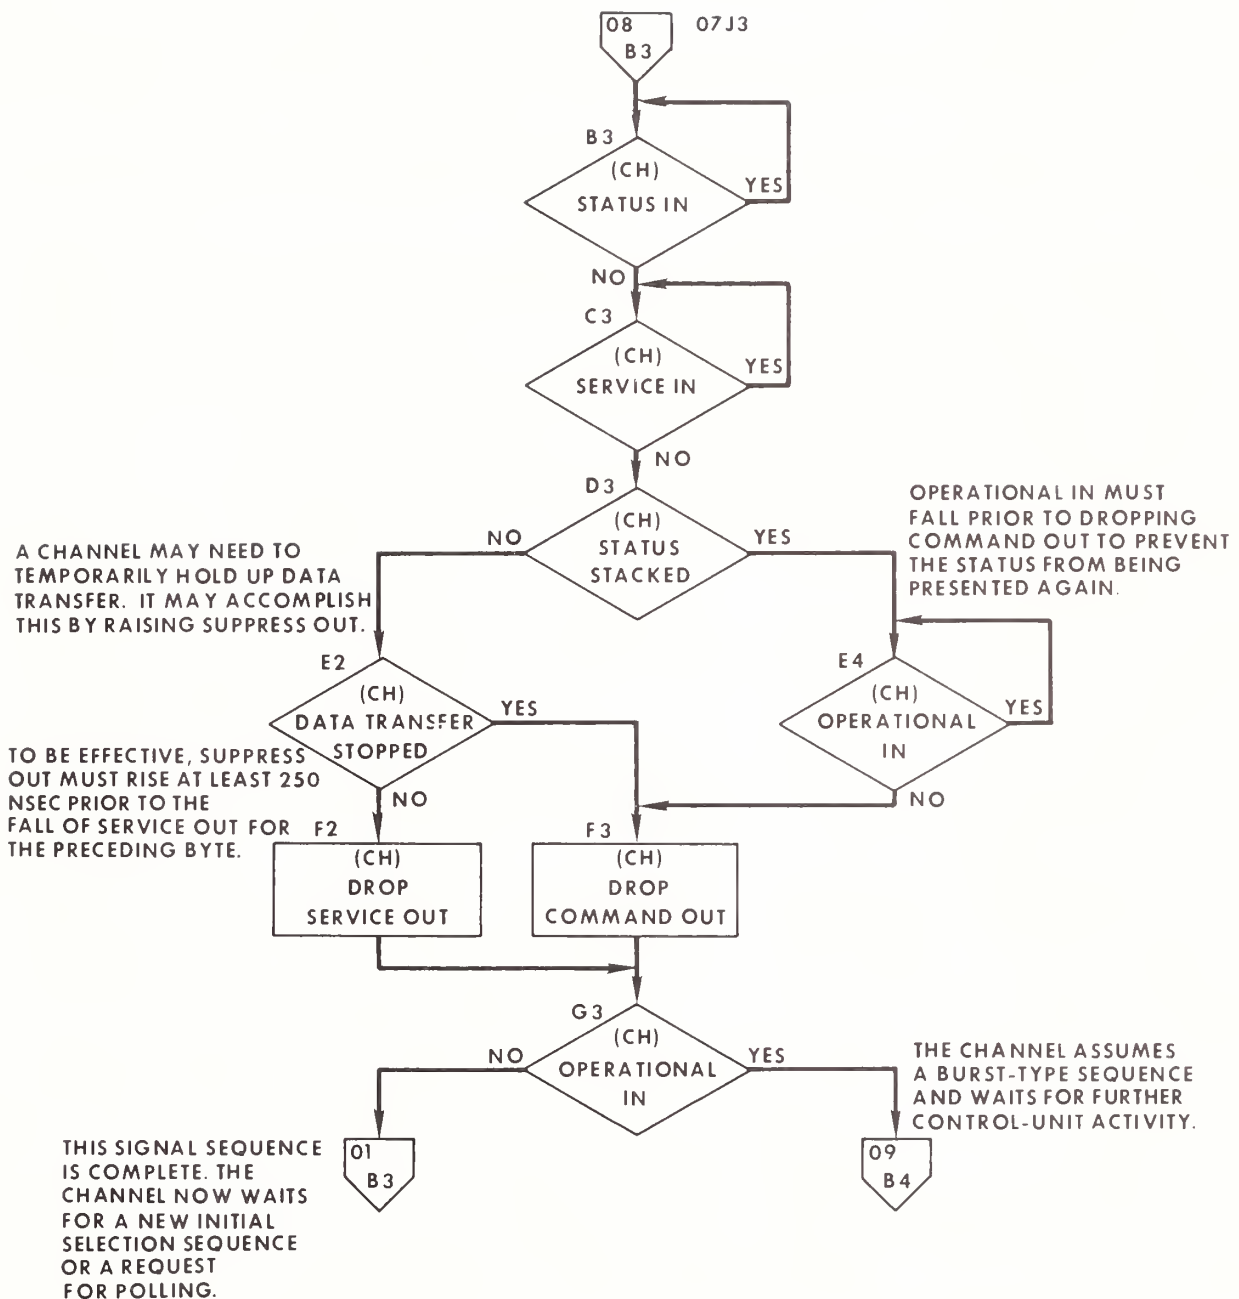 08 07J3
B3
B3
(CH)
STATUS IN
YES
NO
C3
(CH)
SERVICE IN
YES
NO
D3
(CH)
STATUS
STACKED
NO
YES
OPERATIONAL IN MUST
FALL PRIOR TO DROPPING
COMMAND OUT TO PREVENT
THE STATUS FROM BEING
PRESENTED AGAIN.
A CHANNEL MAY NEED TO
TEMPORARILY HOLD UP DATA
TRANSFER. IT MAY ACCOMPLISH
THIS BY RAISING SUPPRESS OUT.
E2
(CH)
DATA TRANSFER
STOPPED
YES
NO
E4
(CH)
OPERATIONAL
IN
YES
NO
TO BE EFFECTIVE, SUPPRESS
OUT MUST RISE AT LEAST 250
NSEC PRIOR TO THE
FALL OF SERVICE OUT FOR
THE PRECEDING BYTE.
F2
(CH)
DROP
SERVICE OUT
F3
(CH)
DROP
COMMAND OUT
G3
(CH)
OPERATIONAL
IN
NO
YES
THE CHANNEL ASSUMES
A BURST-TYPE SEQUENCE
AND WAITS FOR FURTHER
CONTROL-UNIT ACTIVITY.
THIS SIGNAL SEQUENCE
IS COMPLETE. THE
CHANNEL NOW WAITS
FOR A NEW INITIAL
SELECTION SEQUENCE
OR A REQUEST
FOR POLLING.
01
B3
09
B4